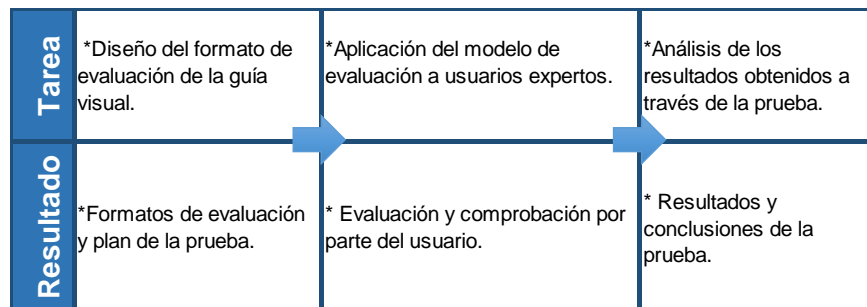 Tarea
*Diseño del formato de
evaluación de la guía
visual.
*Aplicación del modelo de
evaluación a usuarios expertos.
*Análisis de los
resultados obtenidos a
través de la prueba.
Resultado
*Formatos de evaluación
y plan de la prueba.
* Evaluación y comprobación por
parte del usuario.
* Resultados y
conclusiones de la
prueba.